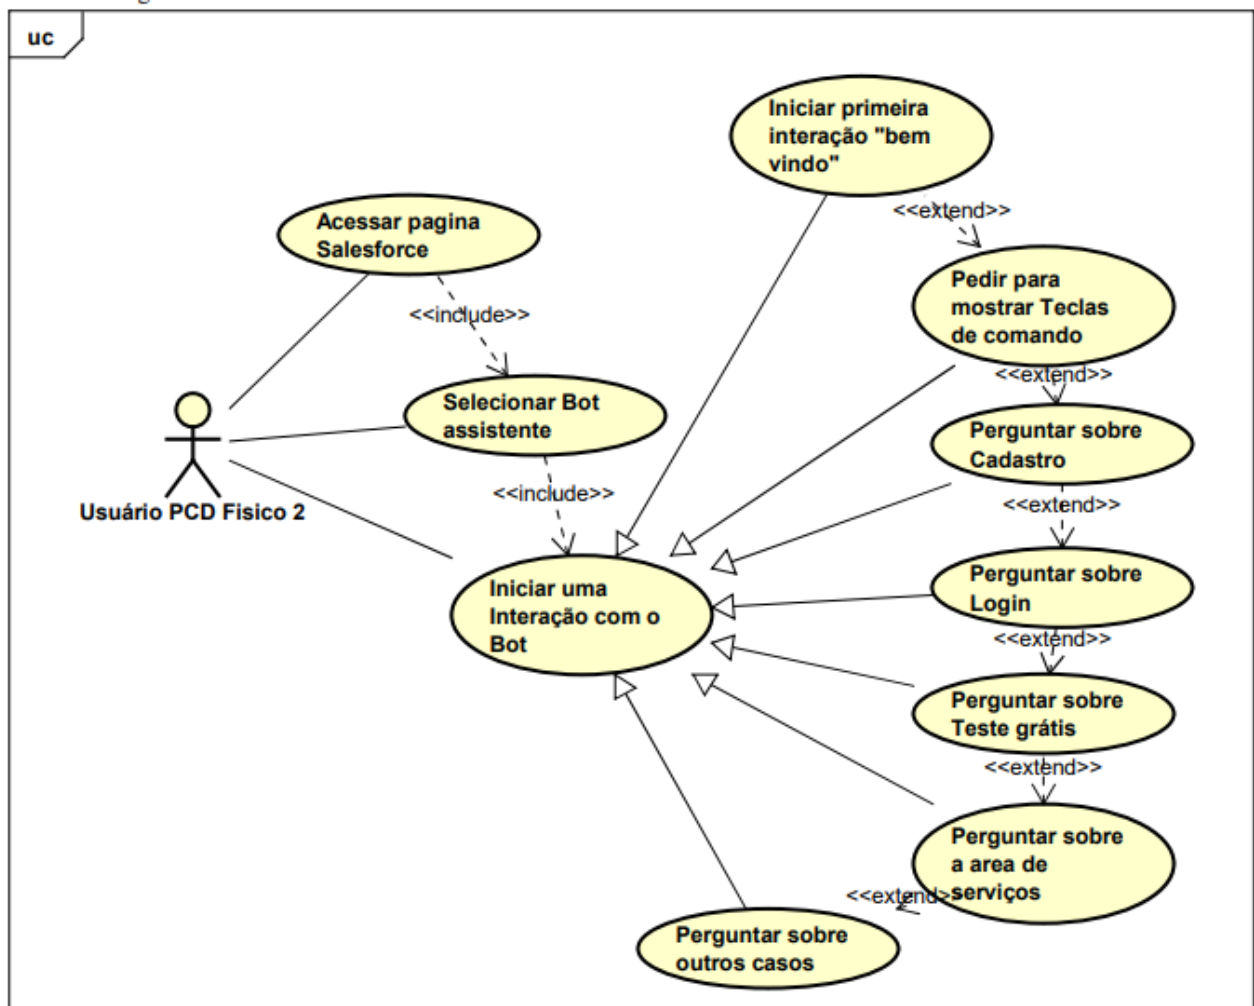 uc
Iniciar primeira
interação "bem
vindo"
<<extend>>
Acessar pagina
Salesforce
<<include>>
Pedir para
mostrar Teclas
de comando
<<extend>>
Selecionar Bot
assistente
<<include>>
Perguntar sobre
Cadastro
<<extend>>
Usuário PCD Fisico 2
Iniciar uma
Interação com o
Bot
Perguntar sobre
Login
<<extend>>
Perguntar sobre
Teste grátis
<<extend>>
Perguntar sobre
a area de
serviços
<<extend>>
Perguntar sobre
outros casos